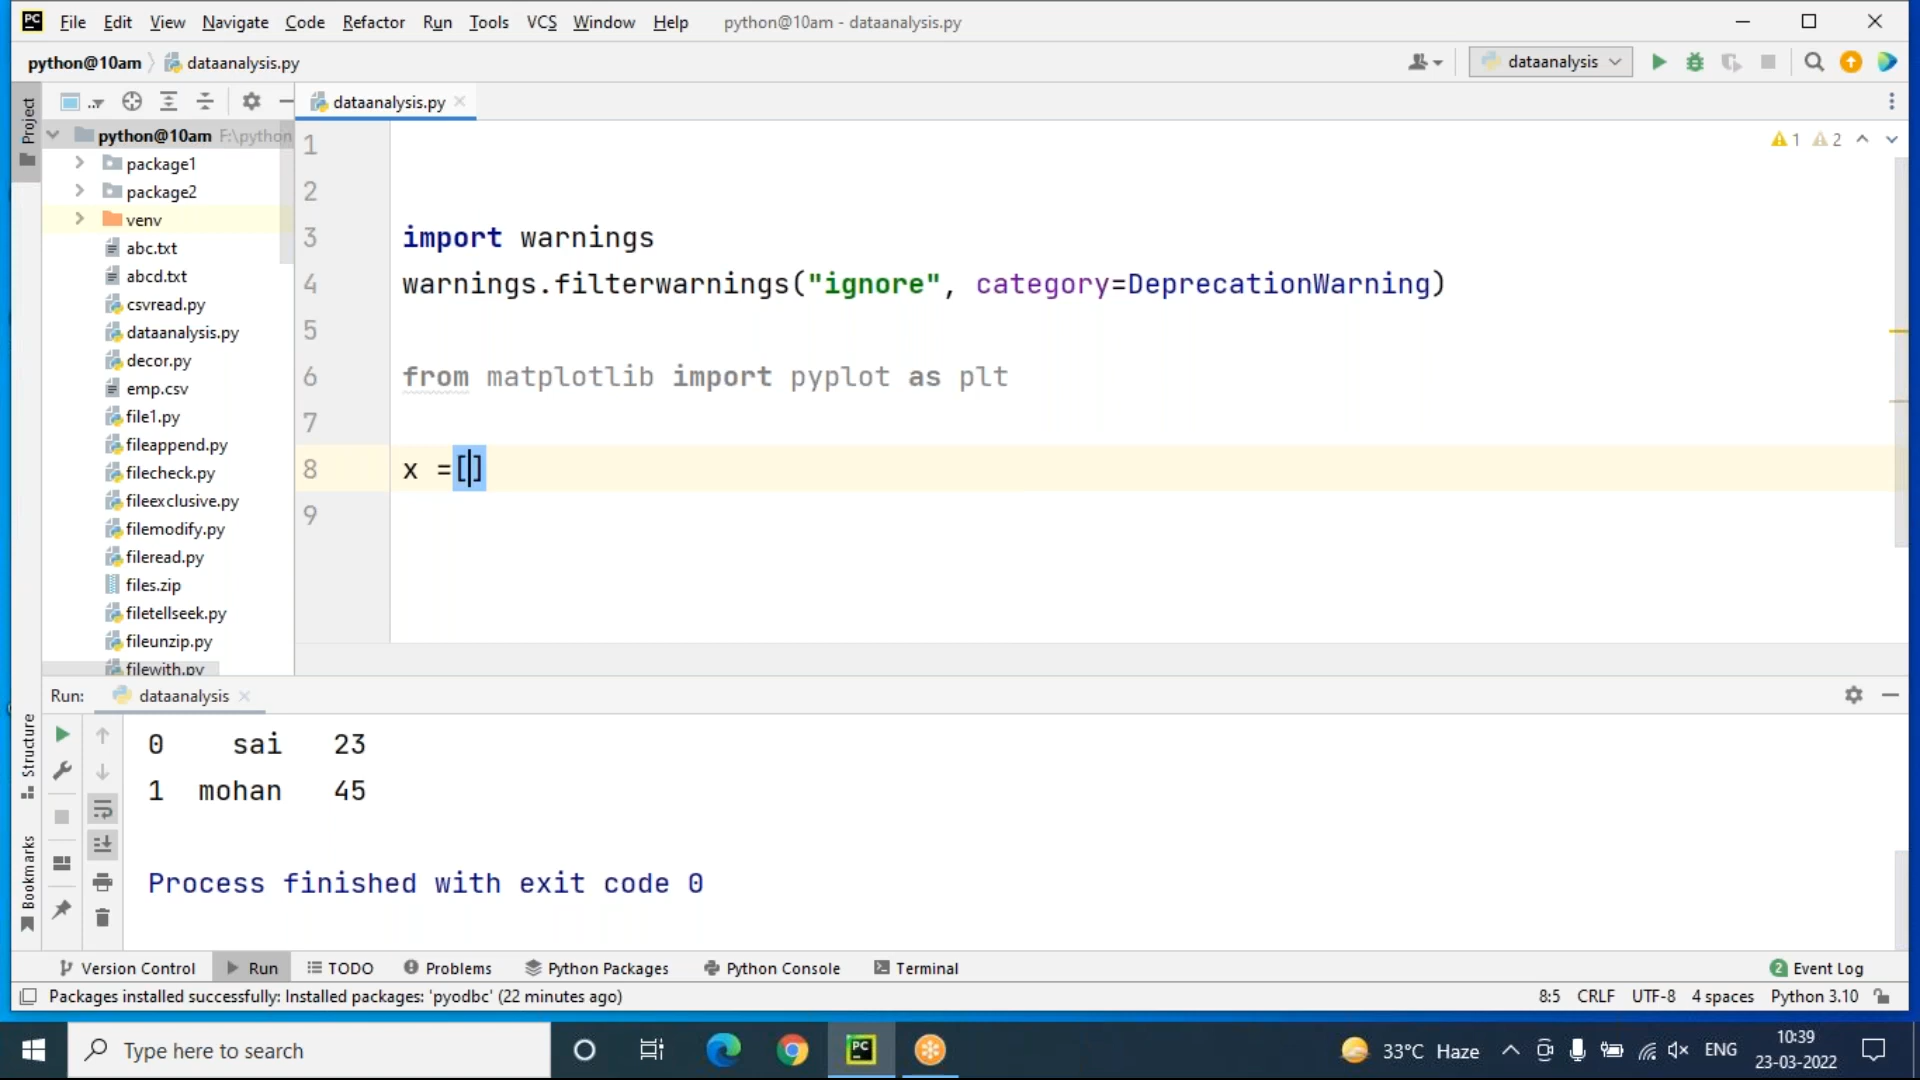 PC File Edit View Navigate Code Refactor Run Tools VCS Window Help python@10am - dataanalysis.py
python@10am dataanalysis.py dataanalysis
Project
dataanalysis.py
python@10am F:\python
package1
package2
venv
abc.txt
abcd.txt
csvread.py
dataanalysis.py
decor.py
emp.csv
file1.py
fileappend.py
filecheck.py
fileexclusive.py
filemodify.py
fileread.py
files.zip
filetellseek.py
fileunzip.py
filewith.py
1
2
3 import warnings
4 warnings.filterwarnings("ignore", category=DeprecationWarning)
5
6 from matplotlib import pyplot as plt
7
8 x =[]
9
1 2
Run: dataanalysis
Structure
Bookmarks
0 sai 23
1 mohan 45
Process finished with exit code 0
Version Control Run TODO Problems Python Packages Python Console Terminal 2 Event Log
Packages installed successfully: Installed packages: 'pyodbc' (22 minutes ago) 8:5 CRLF UTF-8 4 spaces Python 3.10
Type here to search PC 33°C Haze ENG 10:39
23-03-2022